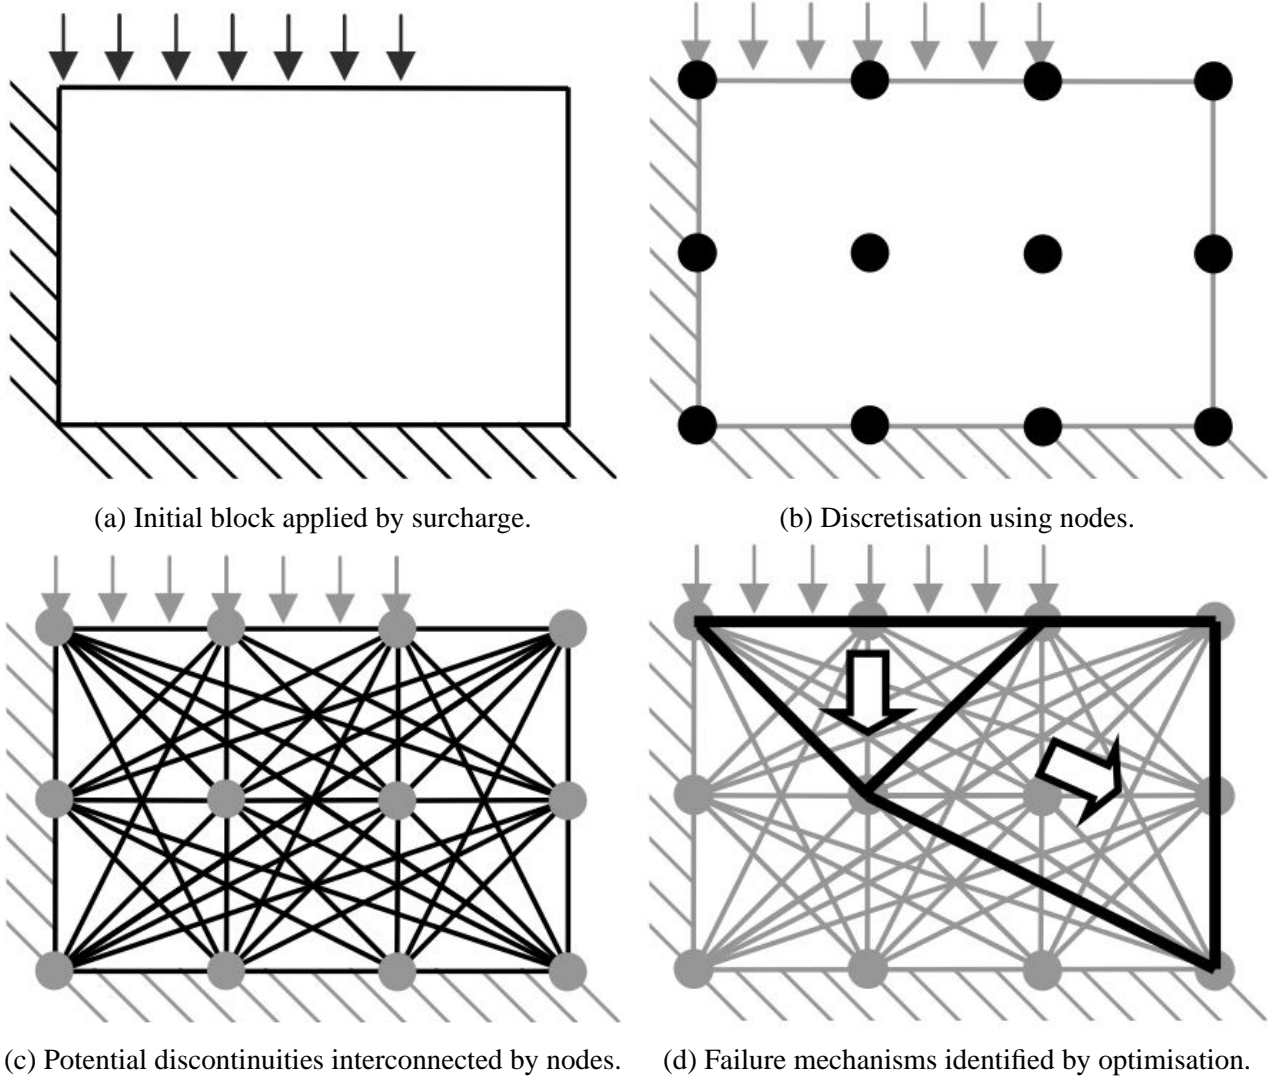 (a) Initial block applied by surcharge.
(b) Discretisation using nodes.
(c) Potential discontinuities interconnected by nodes.
(d) Failure mechanisms identified by optimisation.